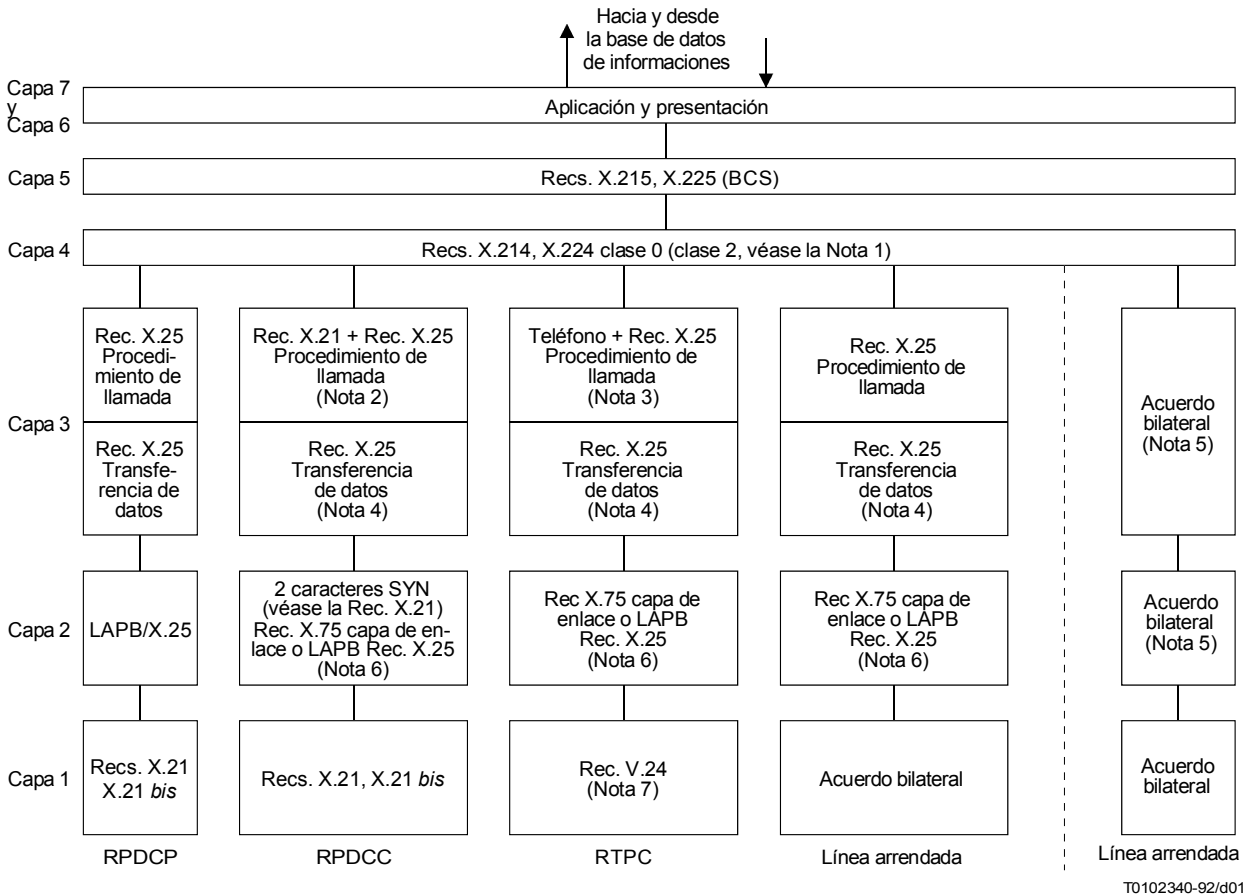 Hacia y desde
la base de datos
de informaciones
Capa 7
y
Capa 6
Aplicación y presentación
Capa 5
Recs. X.215, X.225 (BCS)
Capa 4
Recs. X.214, X.224 clase 0 (clase 2, véase la Nota 1)
Capa 3
Rec. X.25
Procedi-
miento de
llamada
Rec. X.21 + Rec. X.25
Procedimiento de
llamada
(Nota 2)
Teléfono + Rec. X.25
Procedimiento de
llamada
(Nota 3)
Rec. X.25
Procedimiento de
llamada
Acuerdo
bilateral
(Nota 5)
Rec. X.25
Transfe-
rencia de
datos
Rec. X.25
Transferencia
de datos
(Nota 4)
Rec. X.25
Transferencia
de datos
(Nota 4)
Rec. X.25
Transferencia
de datos
(Nota 4)
Capa 2
LAPB/X.25
2 caracteres SYN
(véase la Rec. X.21)
Rec. X.75 capa de en-
lace o LAPB Rec. X.25
(Nota 6)
Rec X.75 capa de
enlace o LAPB
Rec. X.25
(Nota 6)
Rec X.75 capa de
enlace o LAPB
Rec. X.25
(Nota 6)
Acuerdo
bilateral
(Nota 5)
Capa 1
Recs. X.21
X.21 bis
Recs. X.21, X.21 bis
Rec. V.24
(Nota 7)
Acuerdo bilateral
Acuerdo
bilateral
RPDCP
RPDCC
RTPC
Línea arrendada
Línea arrendada
T0102340-92/d01